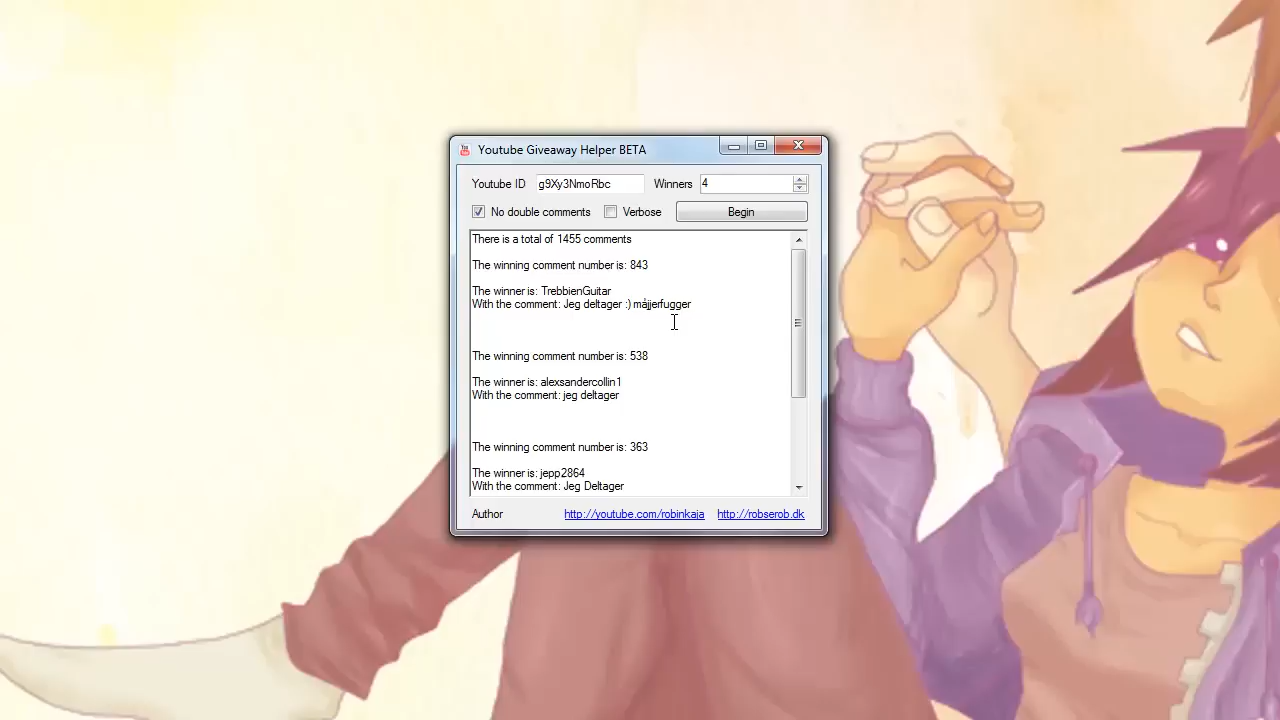 Youtube Giveaway Helper BETA
Youtube ID g9Xy3NmoRbc Winners 4
No double comments Verbose Begin
There is a total of 1455 comments
The winning comment number is: 843
The winner is: TrebbienGuitar
With the comment: Jeg deltager :) måjjerfugger
The winning comment number is: 538
The winner is: alexsandercollin1
With the comment: jeg deltager
The winning comment number is: 363
The winner is: jepp2864
With the comment: Jeg Deltager
Author http://youtube.com/robinkaja http://robserob.dk